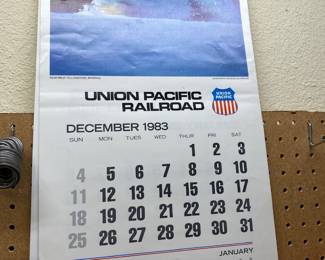 UNION PACIFIC
RAILROAD
UNION
PACIFIC
DECEMBER 1983
SUN MON TUE WED THUR FRI SAT
1 2 3
4 5 6 7 8 9 10
11 12 13 14 15 16 17
18 19 20 21 22 23 24
25 26 27 28 29 30 31
JANUARY